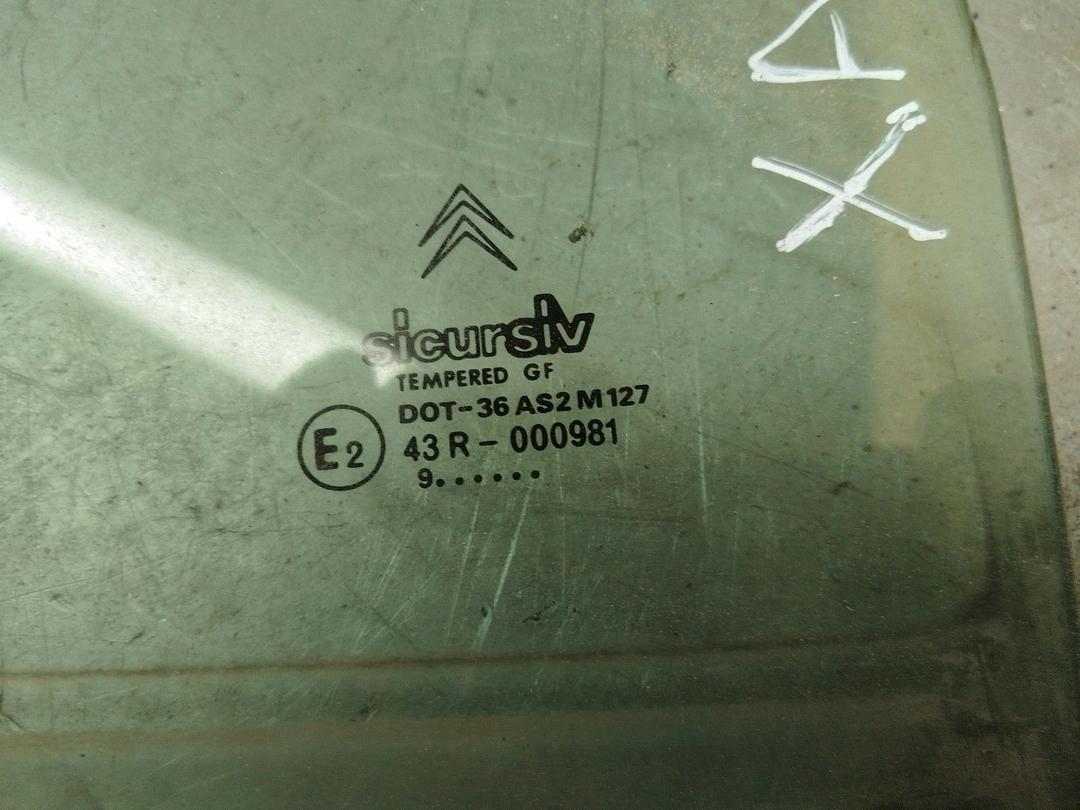 sicursiv
TEMPERED GF
DOT-36 AS2 M127
E2
43 R - 000981
9......